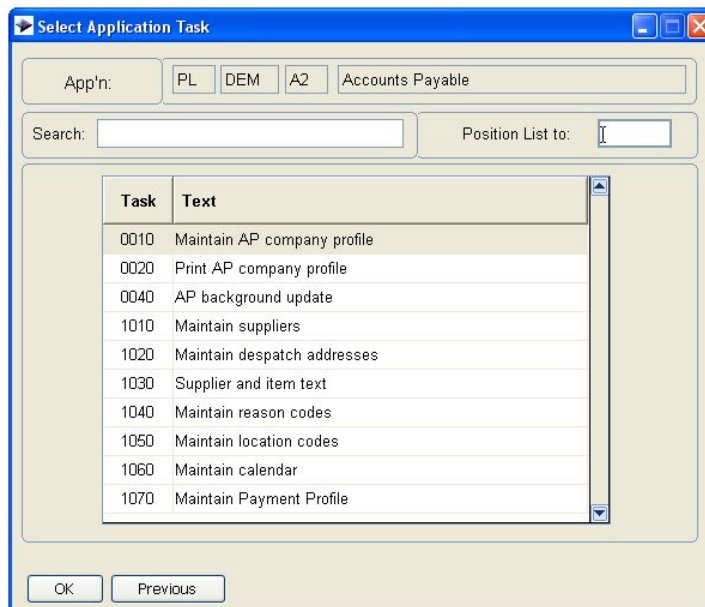 Select Application Task
App'n: PL DEM A2 Accounts Payable
Search: Position List to:
Task Text
0010 Maintain AP company profile
0020 Print AP company profile
0040 AP background update
1010 Maintain suppliers
1020 Maintain despatch addresses
1030 Supplier and item text
1040 Maintain reason codes
1050 Maintain location codes
1060 Maintain calendar
1070 Maintain Payment Profile
OK Previous